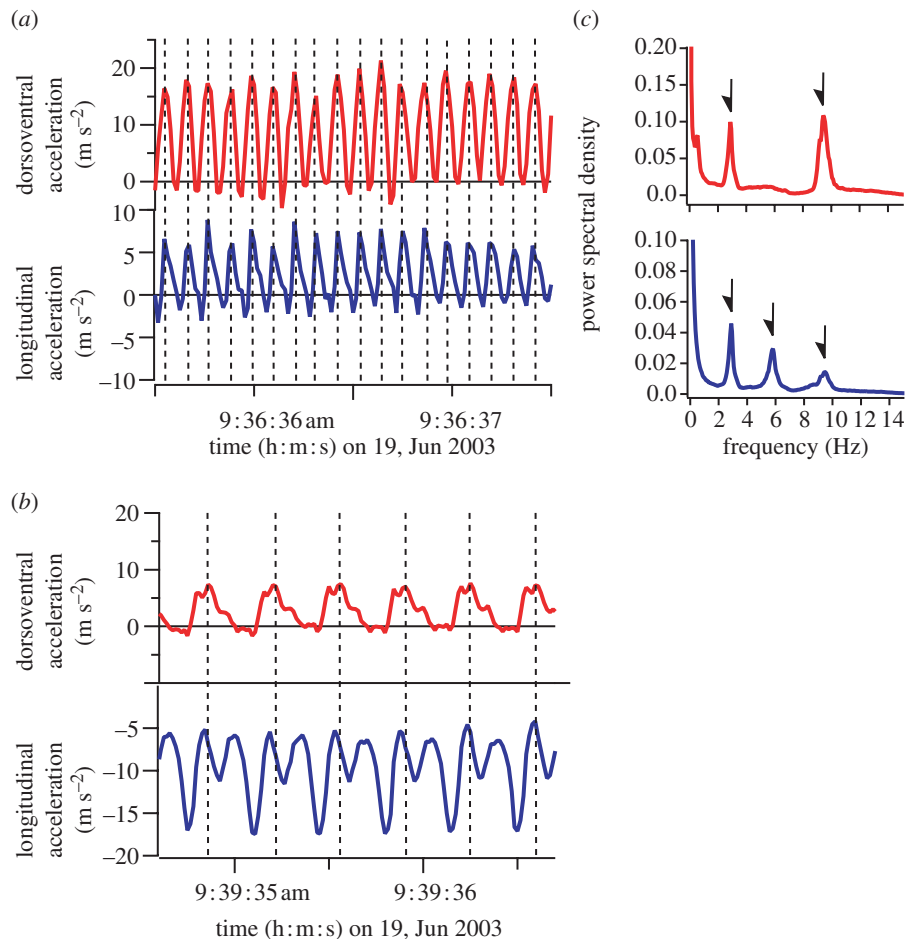 (a)
dorsoventral
acceleration
(m s⁻²)
20
10
0
longitudinal
acceleration
(m s⁻²)
10
5
0
−5
−10
9:36:36 am
9:36:37
time (h:m:s) on 19, Jun 2003
(b)
dorsoventral
acceleration
(m s⁻²)
20
10
0
longitudinal
acceleration
(m s⁻²)
−5
−10
−15
−20
9:39:35 am
9:39:36
time (h:m:s) on 19, Jun 2003
(c)
power spectral density
0.20
0.15
0.10
0.05
0.0
0.10
0.08
0.06
0.04
0.02
0.0
0 2 4 6 8 10 12 14
frequency (Hz)